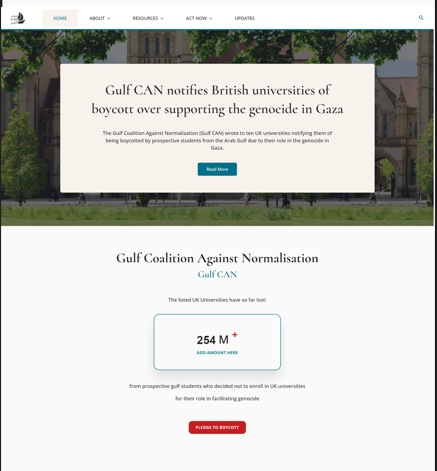 HOME ABOUT RESOURCES ACT NOW UPDATES
Gulf CAN notifies British universities of
boycott over supporting the genocide in Gaza
The Gulf Coalition Against Normalisation (Gulf CAN) wrote to ten UK universities notifying them of
being boycotted by prospective students from the Arab Gulf due to their role in the genocide in
Gaza.
Read More
Gulf Coalition Against Normalisation
Gulf CAN
The listed UK Universities have so far lost:
254 M +
ADD AMOUNT HERE
from prospective gulf students who decided not to enroll in UK universities
for their role in facilitating genocide
PLEDGE TO BOYCOTT